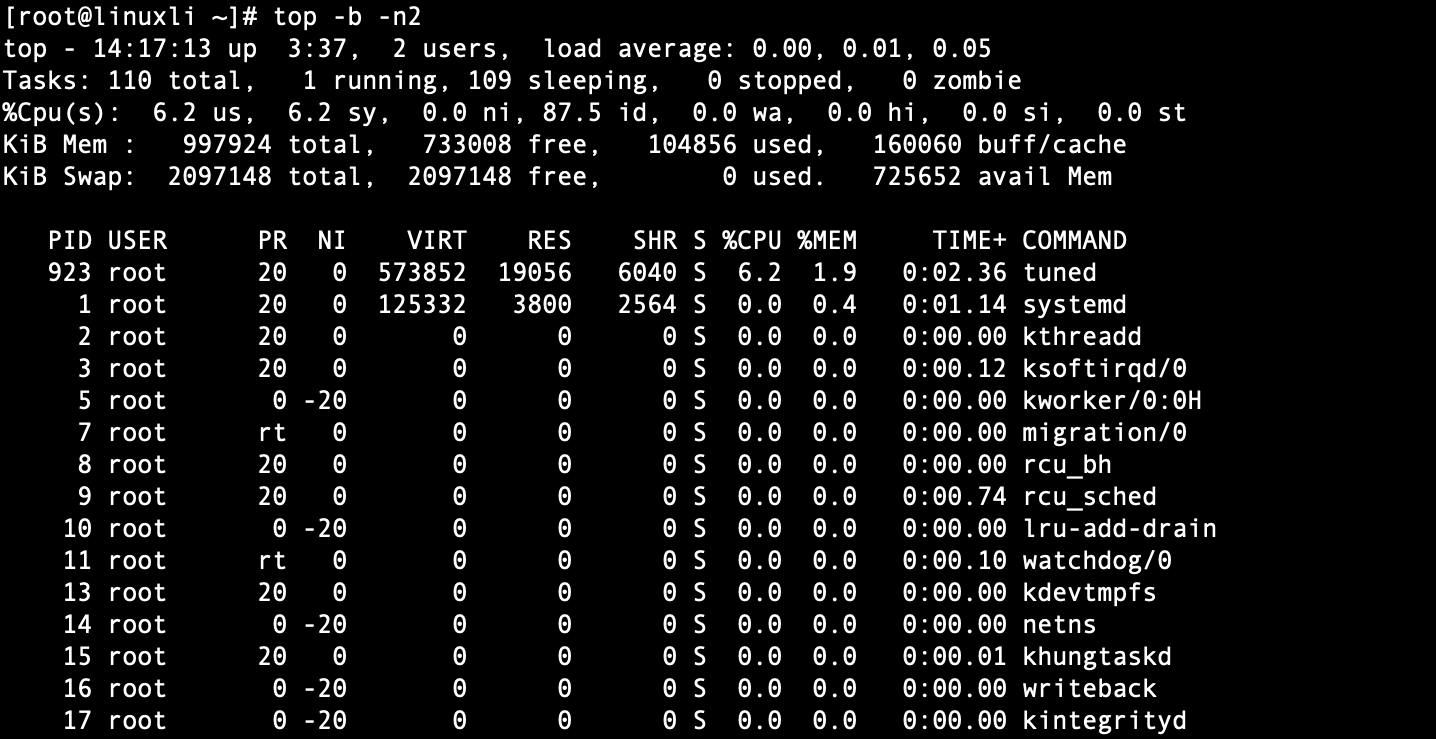 [root@linuxli ~]# top -b -n2
top - 14:17:13 up  3:37,  2 users,  load average: 0.00, 0.01, 0.05
Tasks: 110 total,   1 running, 109 sleeping,   0 stopped,   0 zombie
%Cpu(s):  6.2 us,  6.2 sy,  0.0 ni, 87.5 id,  0.0 wa,  0.0 hi,  0.0 si,  0.0 st
KiB Mem :   997924 total,   733008 free,   104856 used,   160060 buff/cache
KiB Swap:  2097148 total,  2097148 free,        0 used.   725652 avail Mem
   PID USER      PR  NI    VIRT    RES    SHR S %CPU %MEM     TIME+ COMMAND
   923 root      20   0  573852  19056   6040 S  6.2  1.9   0:02.36 tuned
     1 root      20   0  125332   3800   2564 S  0.0  0.4   0:01.14 systemd
     2 root      20   0       0      0      0 S  0.0  0.0   0:00.00 kthreadd
     3 root      20   0       0      0      0 S  0.0  0.0   0:00.12 ksoftirqd/0
     5 root       0 -20       0      0      0 S  0.0  0.0   0:00.00 kworker/0:0H
     7 root      rt   0       0      0      0 S  0.0  0.0   0:00.00 migration/0
     8 root      20   0       0      0      0 S  0.0  0.0   0:00.00 rcu_bh
     9 root      20   0       0      0      0 S  0.0  0.0   0:00.74 rcu_sched
    10 root       0 -20       0      0      0 S  0.0  0.0   0:00.00 lru-add-drain
    11 root      rt   0       0      0      0 S  0.0  0.0   0:00.10 watchdog/0
    13 root      20   0       0      0      0 S  0.0  0.0   0:00.00 kdevtmpfs
    14 root       0 -20       0      0      0 S  0.0  0.0   0:00.00 netns
    15 root      20   0       0      0      0 S  0.0  0.0   0:00.01 khungtaskd
    16 root       0 -20       0      0      0 S  0.0  0.0   0:00.00 writeback
    17 root       0 -20       0      0      0 S  0.0  0.0   0:00.00 kintegrityd